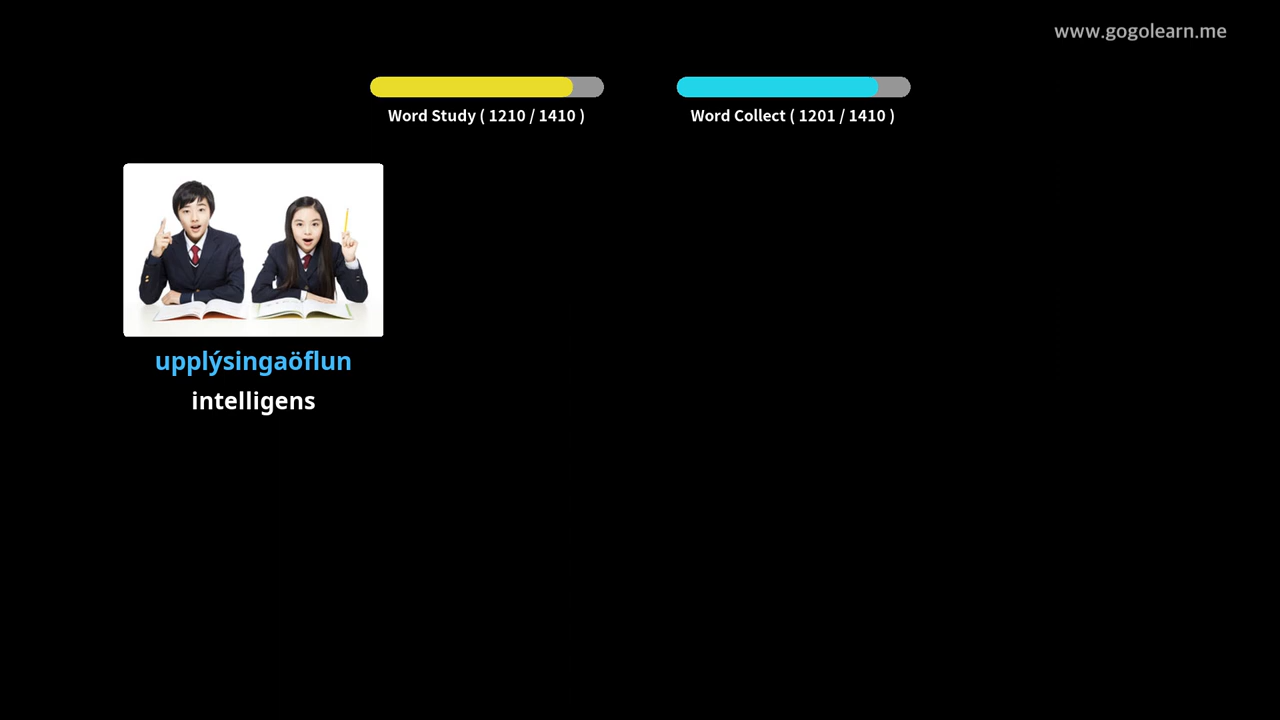 www.gogolearn.me
Word Study ( 1210 / 1410 )
Word Collect ( 1201 / 1410 )
upplýsingaöflun
intelligens